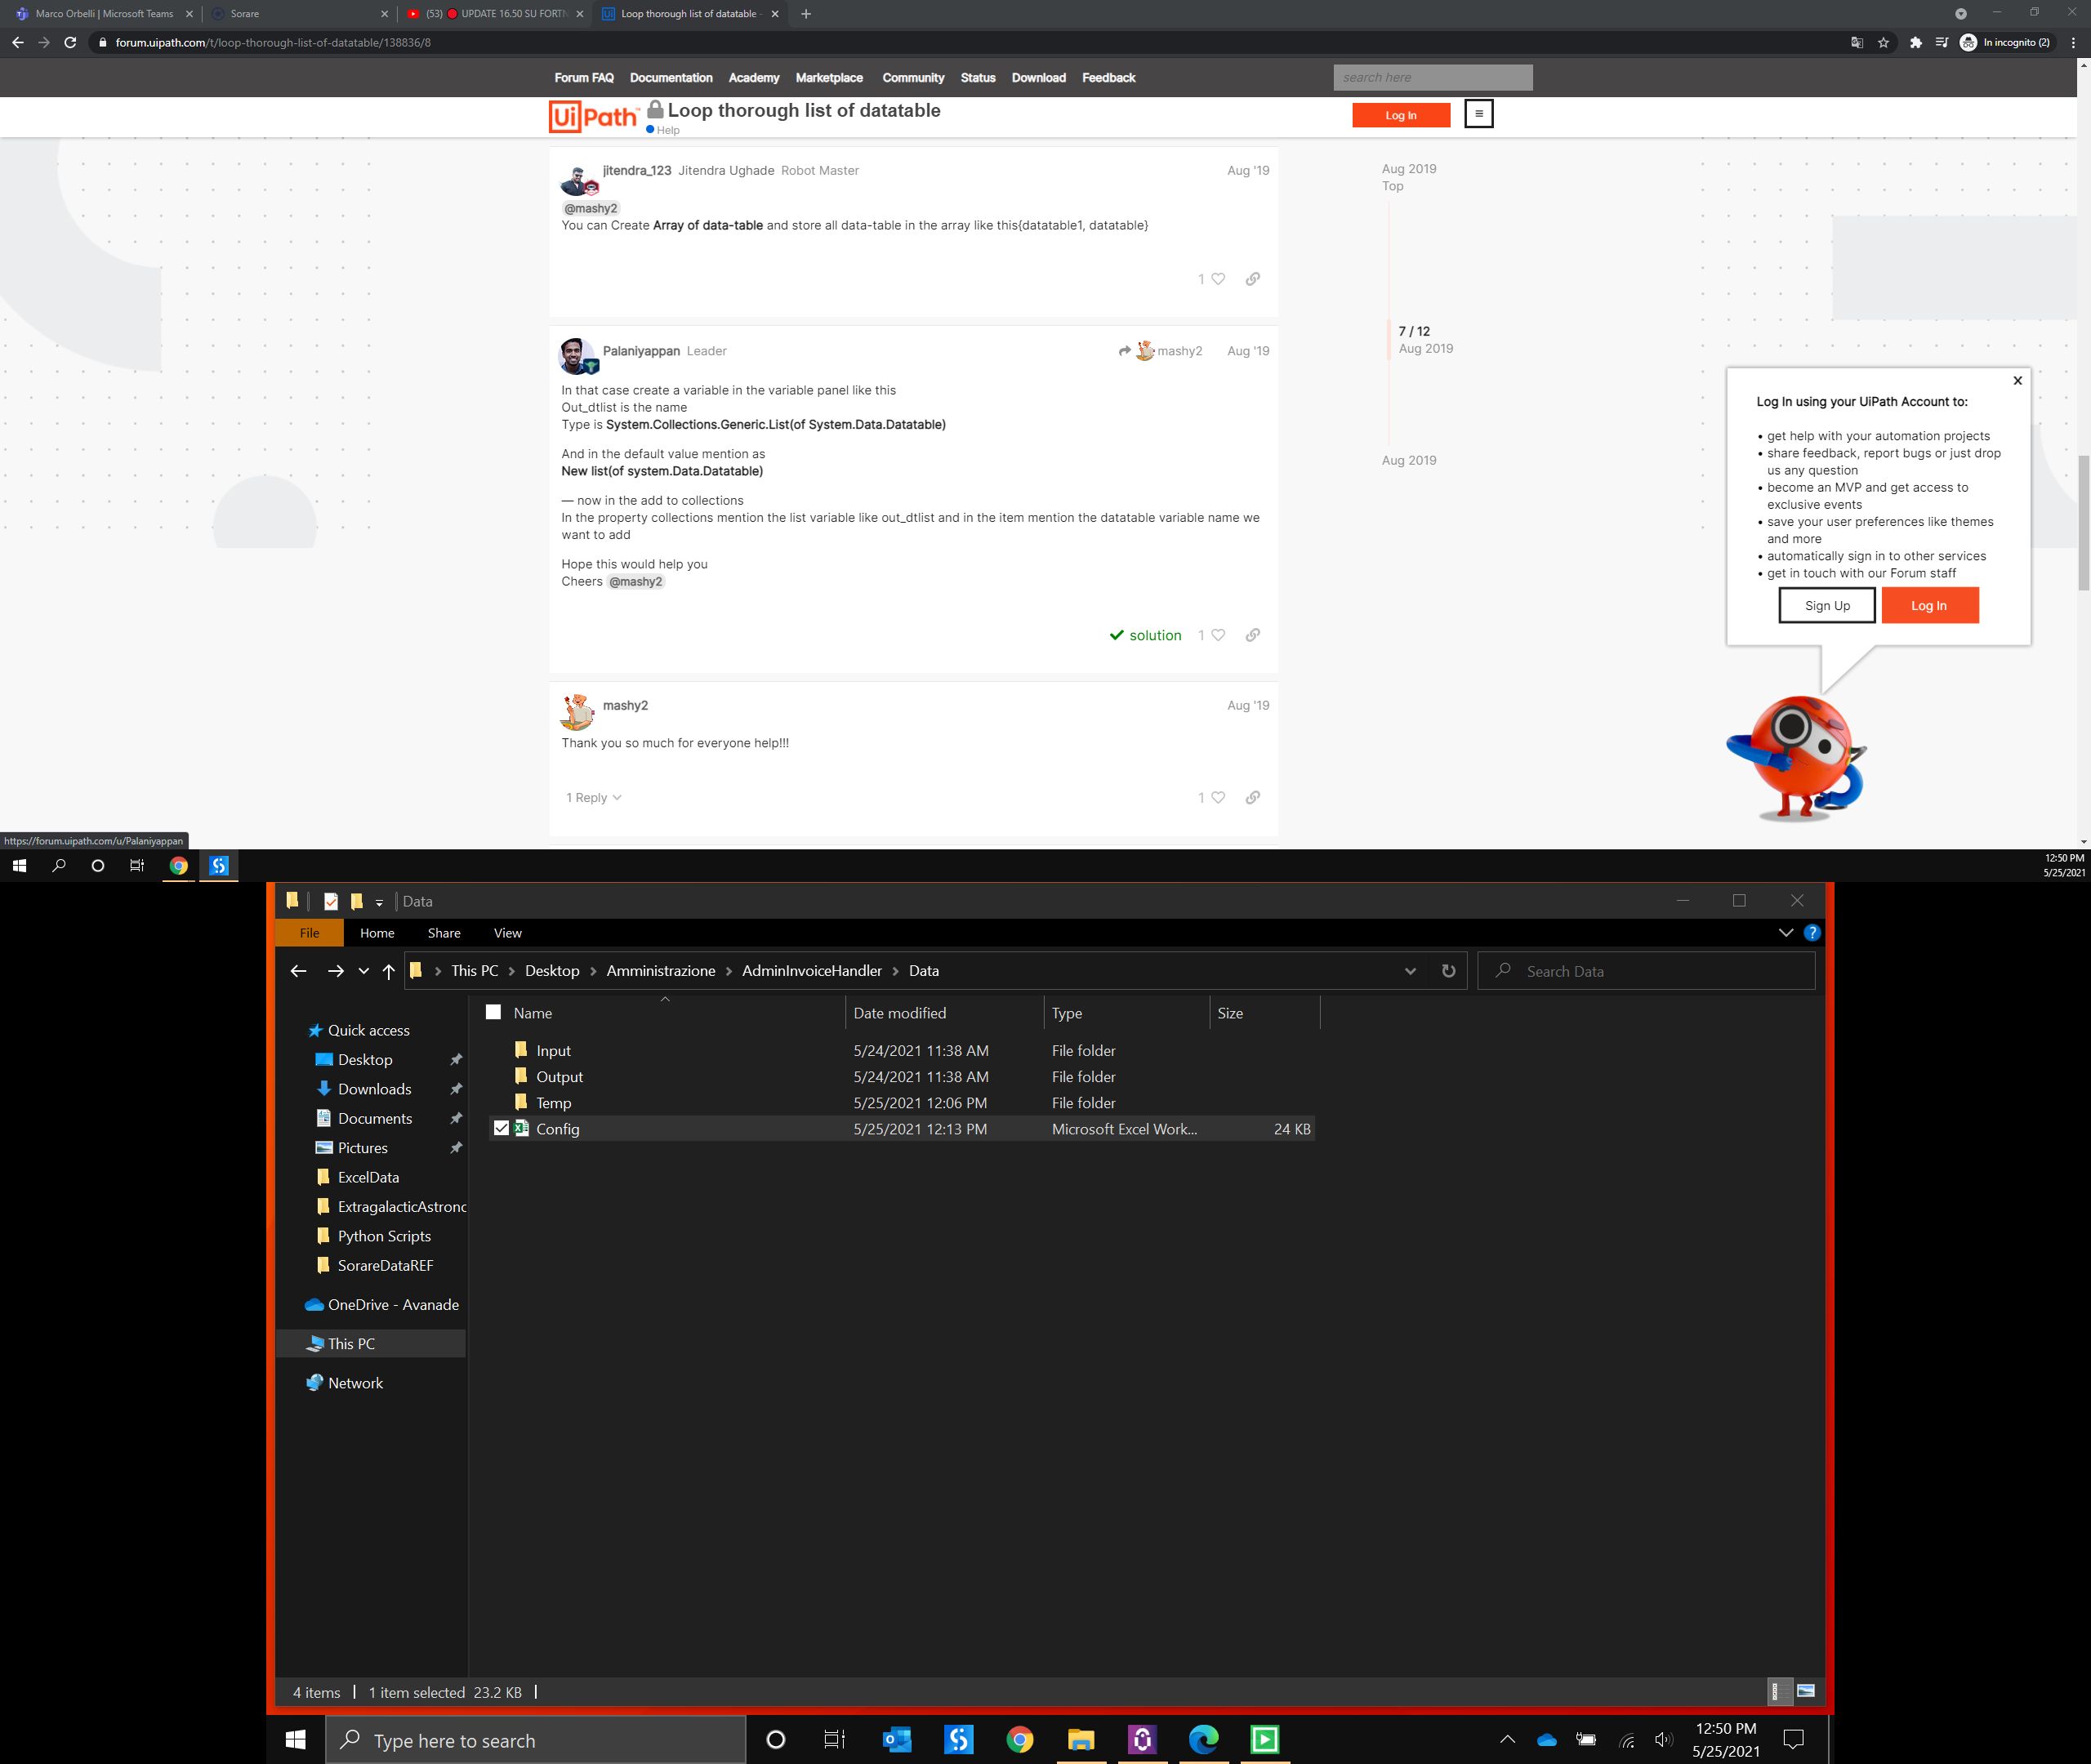 Marco Orbelli | Microsoft Teams
Sorare
(53) UPDATE 16.50 SU FORTN
Loop thorough list of datatable -
forum.uipath.com/t/loop-thorough-list-of-datatable/138836/8
In incognito (2)
Forum FAQ Documentation Academy Marketplace Community Status Download Feedback
search here
UiPath
Loop thorough list of datatable
Help
Log In
jitendra_123 Jitendra Ughade Robot Master
Aug '19
@mashy2
You can Create Array of data-table and store all data-table in the array like this{datatable1, datatable}
1
Aug 2019
Top
7 / 12
Aug 2019
Aug 2019
Palaniyappan Leader
mashy2 Aug '19
In that case create a variable in the variable panel like this
Out_dtlist is the name
Type is System.Collections.Generic.List(of System.Data.Datatable)
And in the default value mention as
New list(of system.Data.Datatable)
— now in the add to collections
In the property collections mention the list variable like out_dtlist and in the item mention the datatable variable name we
want to add
Hope this would help you
Cheers @mashy2
solution 1
mashy2
Aug '19
Thank you so much for everyone help!!!
1 Reply
1
x
Log In using your UiPath Account to:
• get help with your automation projects
• share feedback, report bugs or just drop
us any question
• become an MVP and get access to
exclusive events
• save your user preferences like themes
and more
• automatically sign in to other services
• get in touch with our Forum staff
Sign Up
Log In
https://forum.uipath.com/u/Palaniyappan
12:50 PM
5/25/2021
Data
File Home Share View
This PC > Desktop > Amministrazione > AdminInvoiceHandler > Data
Search Data
Name Date modified Type Size
Input 5/24/2021 11:38 AM File folder
Output 5/24/2021 11:38 AM File folder
Temp 5/25/2021 12:06 PM File folder
Config 5/25/2021 12:13 PM Microsoft Excel Work... 24 KB
Quick access
Desktop
Downloads
Documents
Pictures
ExcelData
ExtragalacticAstronc
Python Scripts
SorareDataREF
OneDrive - Avanade
This PC
Network
4 items 1 item selected 23.2 KB
Type here to search
12:50 PM
5/25/2021